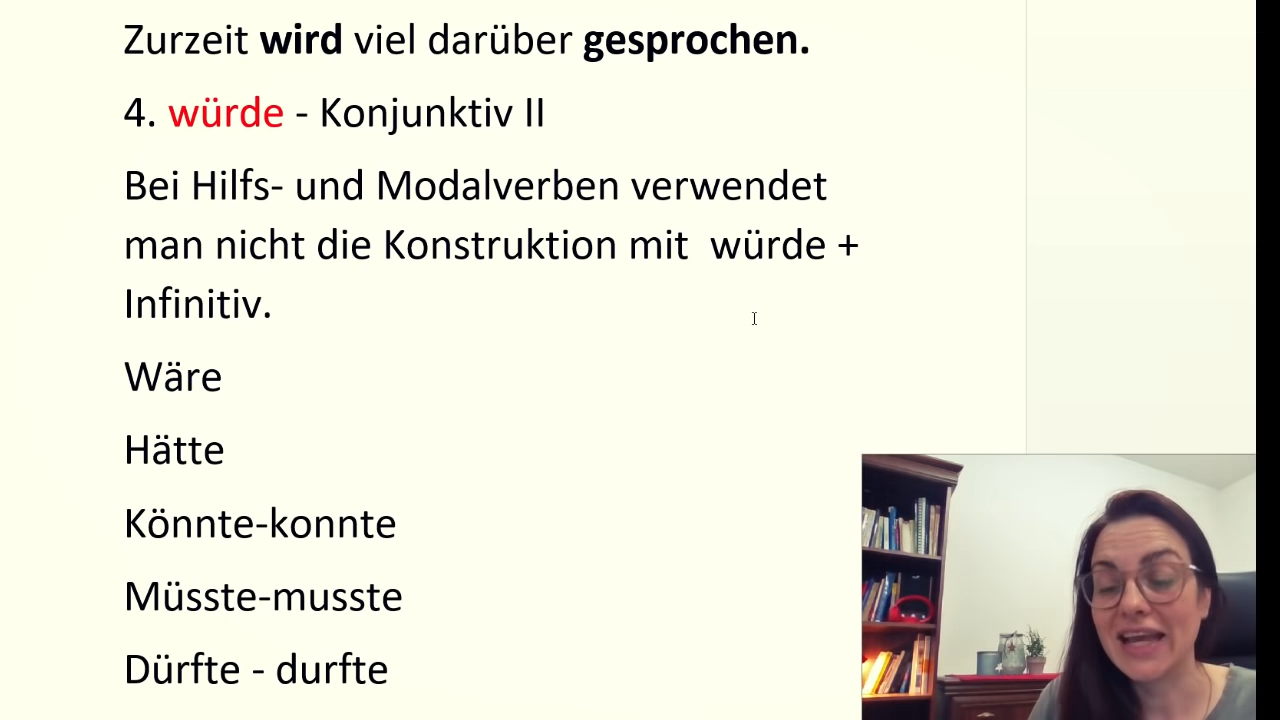 Zurzeit wird viel darüber gesprochen.
4. würde - Konjunktiv II
Bei Hilfs- und Modalverben verwendet
man nicht die Konstruktion mit  würde +
Infinitiv.
Wäre
Hätte
Könnte-konnte
Müsste-musste
Dürfte - durfte